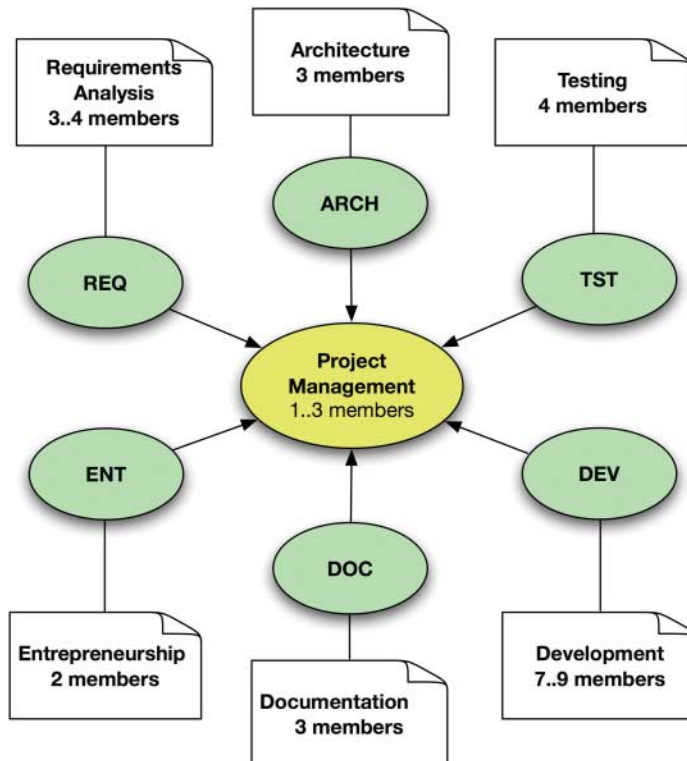 Requirements
Analysis
3..4 members
Architecture
3 members
Testing
4 members
ARCH
REQ
TST
Project
Management
1..3 members
ENT
DEV
DOC
Entrepreneurship
2 members
Documentation
3 members
Development
7..9 members